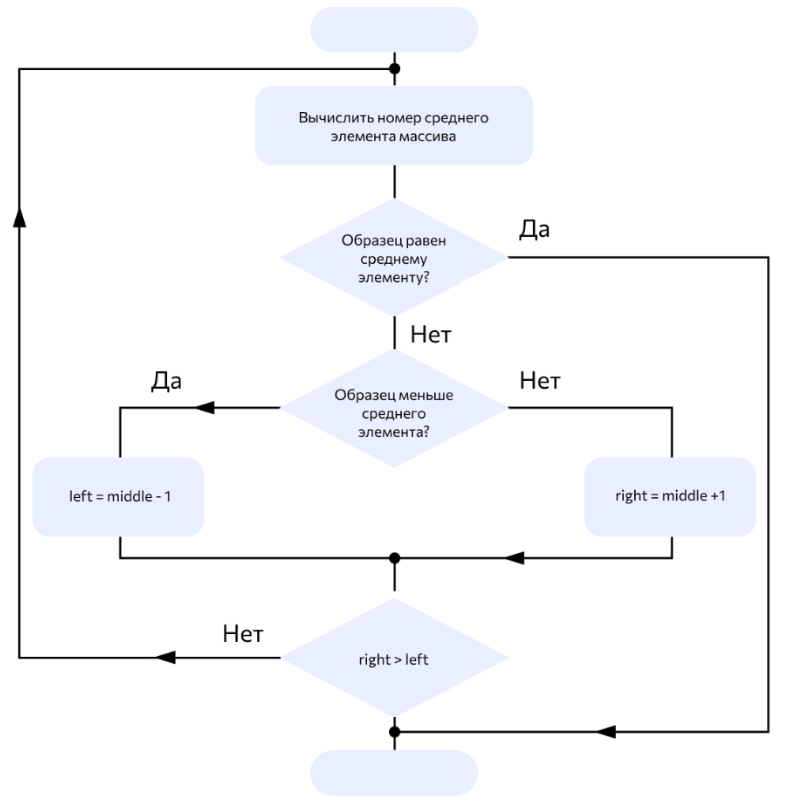 Вычислить номер среднего
элемента массива
Образец равен
среднему
элементу?
Да
Нет
Образец меньше
среднего
элемента?
Да
Нет
left = middle - 1
right = middle +1
right > left
Нет